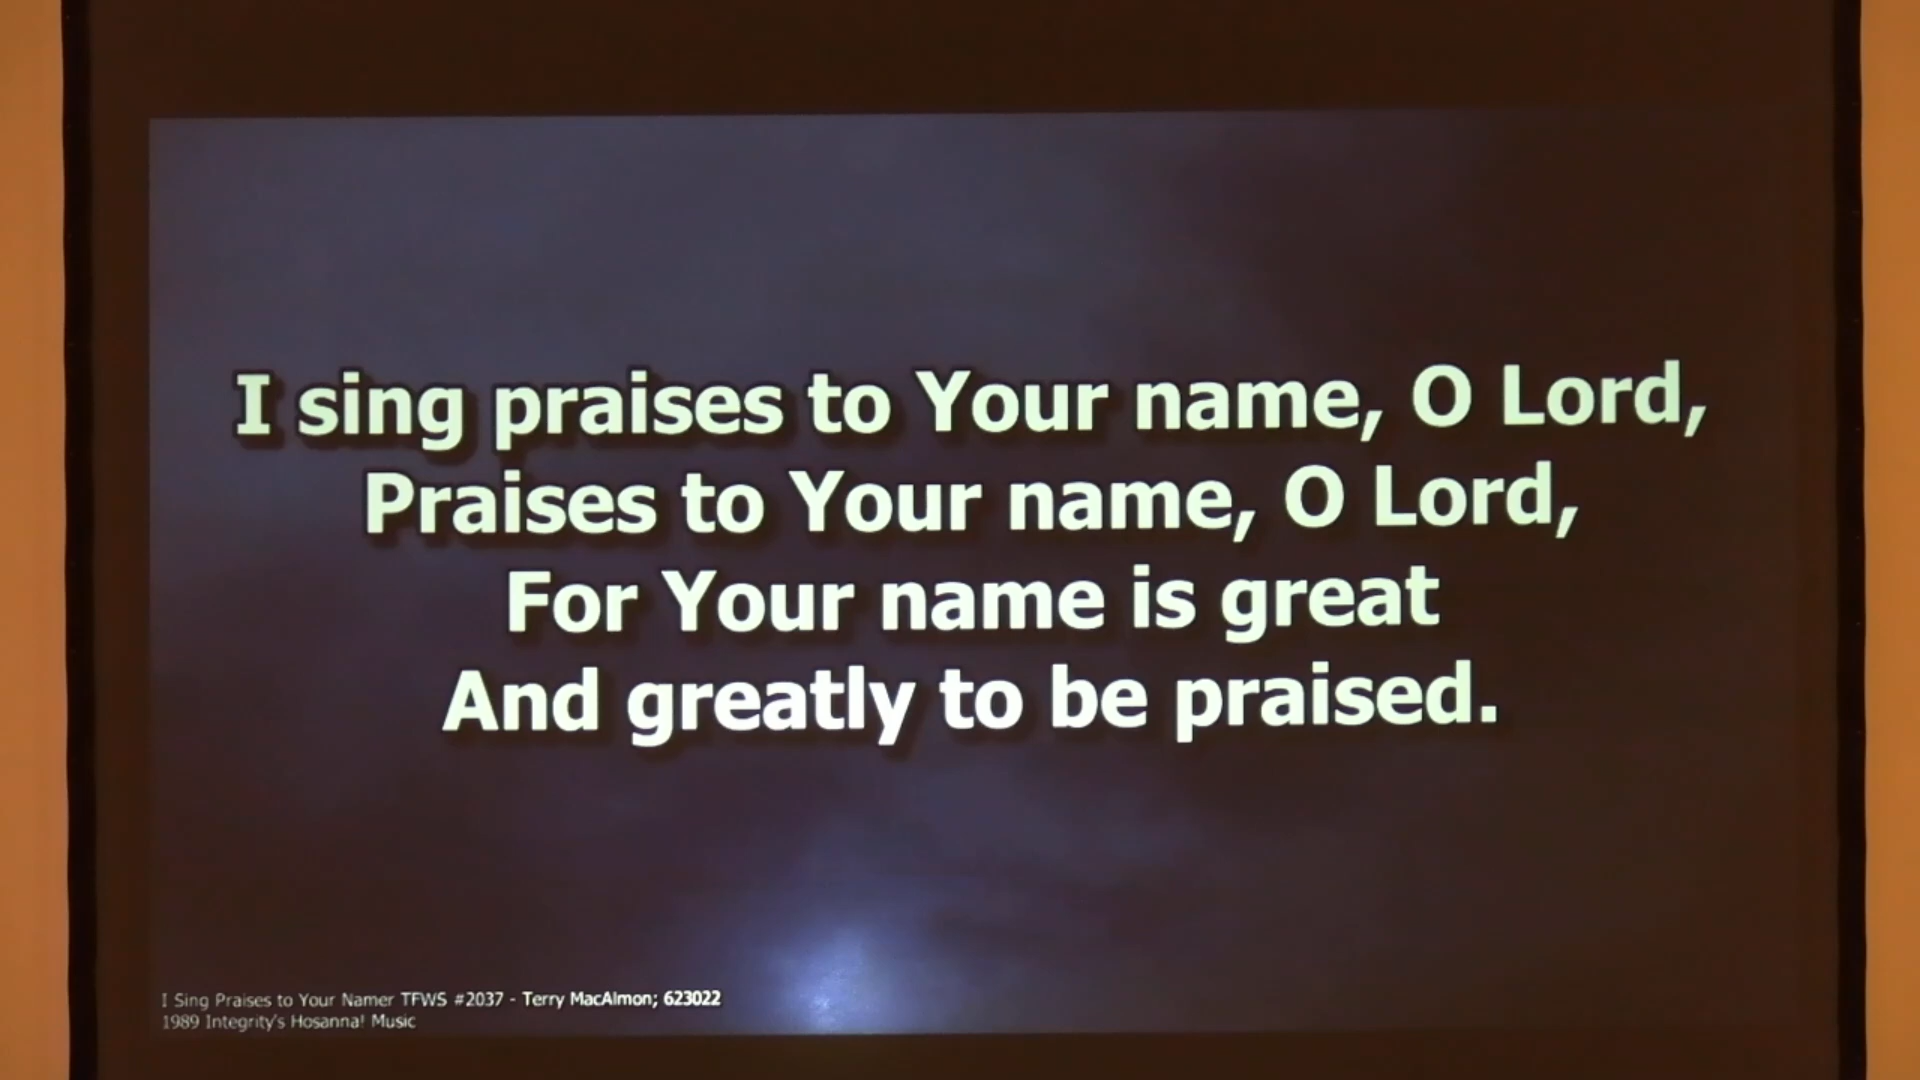 I sing praises to Your name, O Lord,
Praises to Your name, O Lord,
For Your name is great
And greatly to be praised.
I Sing Praises to Your Namer TFWS #2037 - Terry MacAlmon; 623022
1989 Integrity's Hosanna! Music